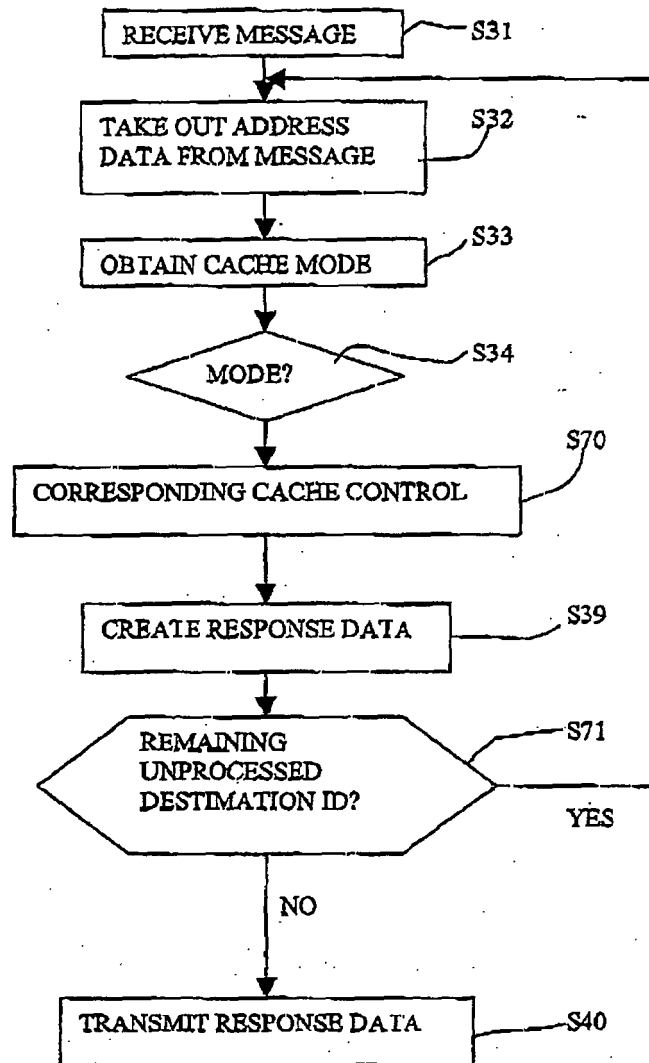 RECEIVE MESSAGE S31
TAKE OUT ADDRESS S32
DATA FROM MESSAGE
S33
OBTAIN CACHE MODE
S34
MODE?
S70
CORRESPONDING CACHE CONTROL
S39
CREATE RESPONSE DATA
REMAINING S71
UNPROCESSED
DESTIMATION ID?
YES
NO
TRANSMIT RESPONSE DATA S40